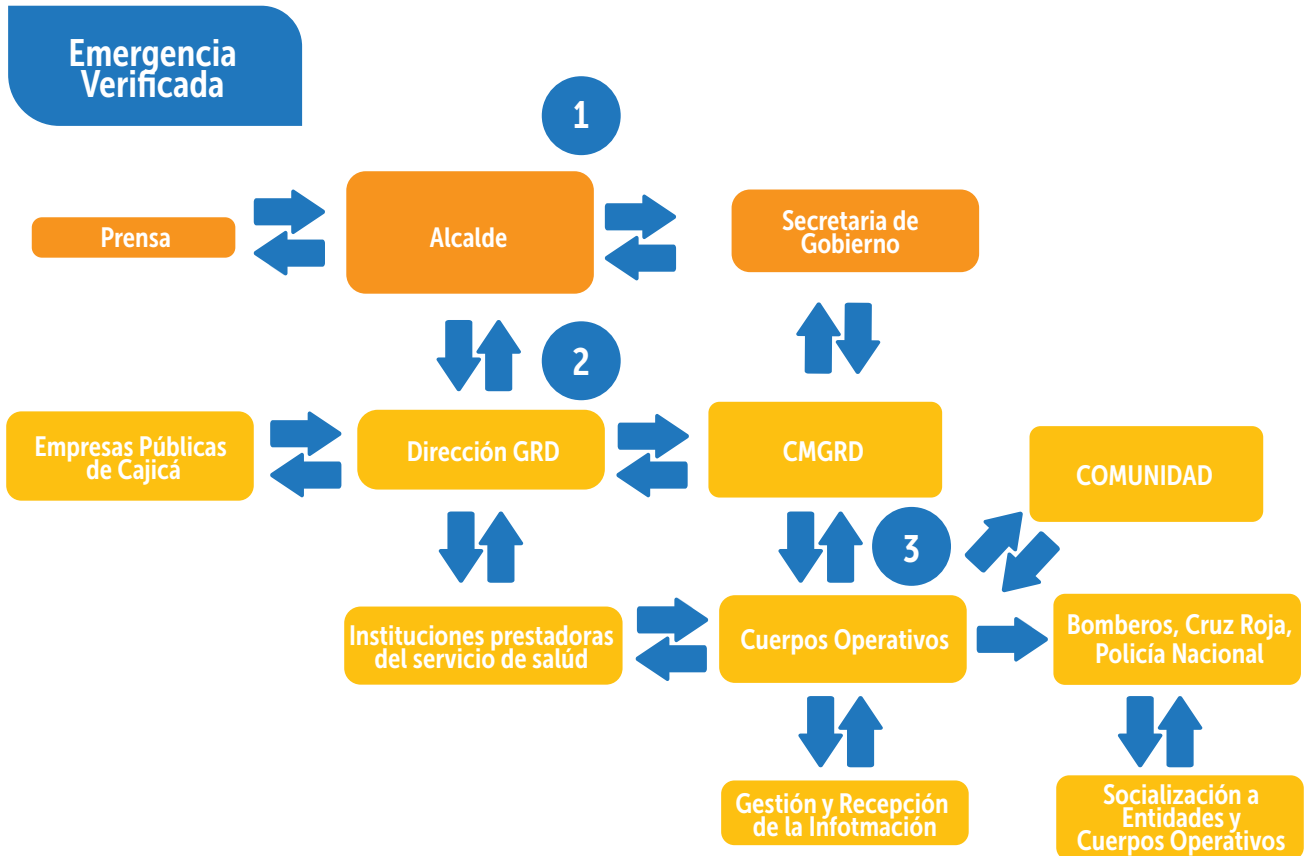 Emergencia
Verificada
1
Prensa
Alcalde
Secretaria de
Gobierno
2
Empresas Públicas
de Cajicá
Dirección GRD
CMGRD
COMUNIDAD
3
Instituciones prestadoras
del servicio de salúd
Cuerpos Operativos
Bomberos, Cruz Roja,
Policía Nacional
Gestión y Recepción
de la Infotmación
Socialización a
Entidades y
Cuerpos Operativos